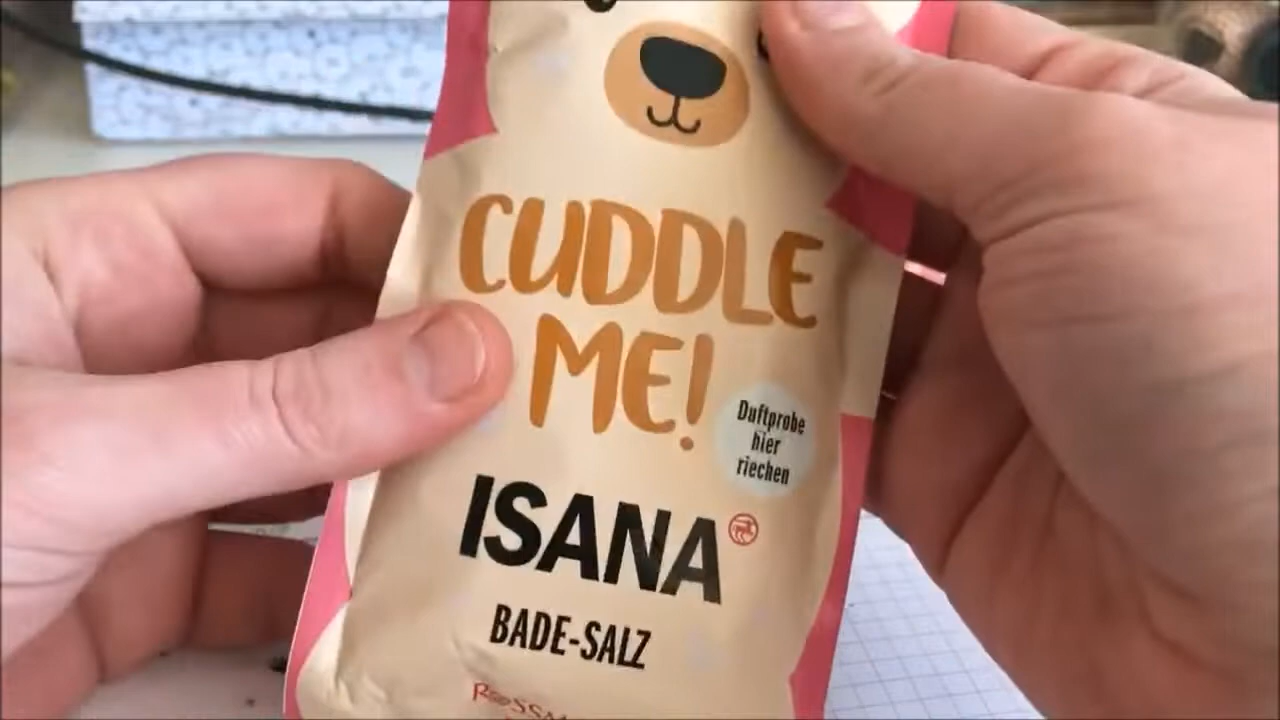 CUDDLE
ME!
Duftprobe
hier
riechen
ISANA
BADE-SALZ